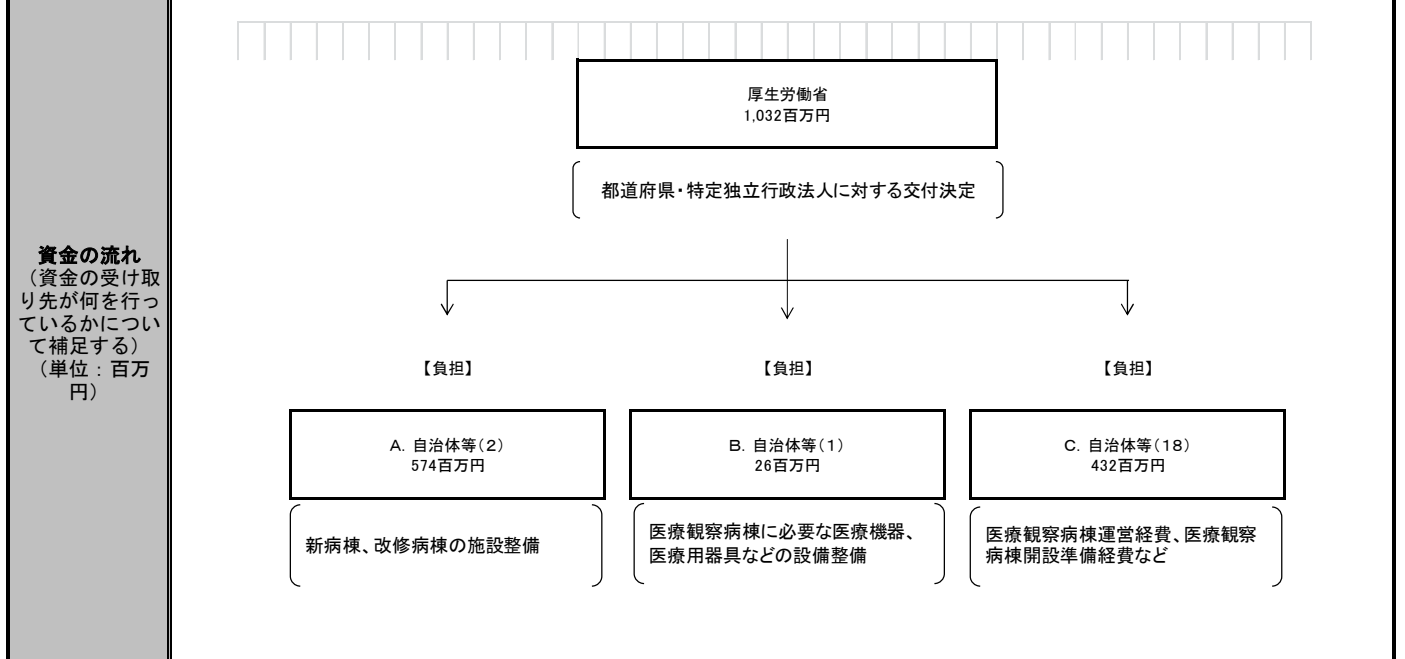 資金の流れ
（資金の受け取
り先が何を行っ
ているかについ
て補足する）
（単位：百万
円）
厚生労働省
1,032百万円
都道府県・特定独立行政法人に対する交付決定
【負担】
【負担】
【負担】
A. 自治体等（２）
574百万円
B. 自治体等（１）
26百万円
C. 自治体等（18）
432百万円
新病棟、改修病棟の施設整備
医療観察病棟に必要な医療機器、
医療用器具などの設備整備
医療観察病棟運営経費、医療観察
病棟開設準備経費など